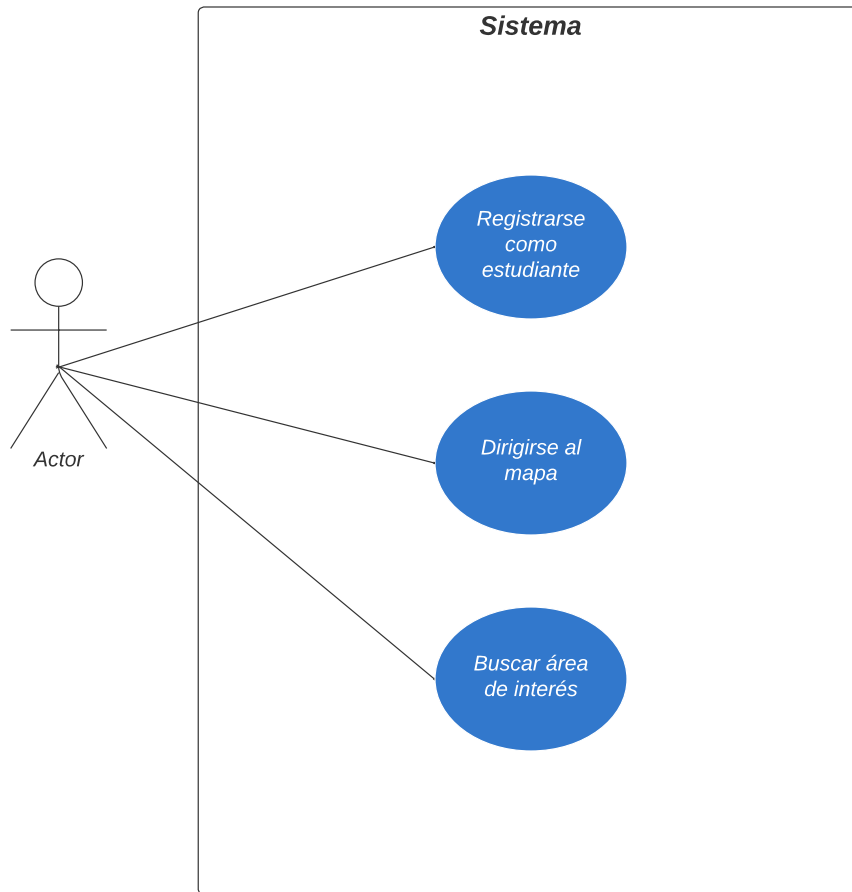 Sistema
Registrarse
como
estudiante
Actor
Dirigirse al
mapa
Buscar área
de interés